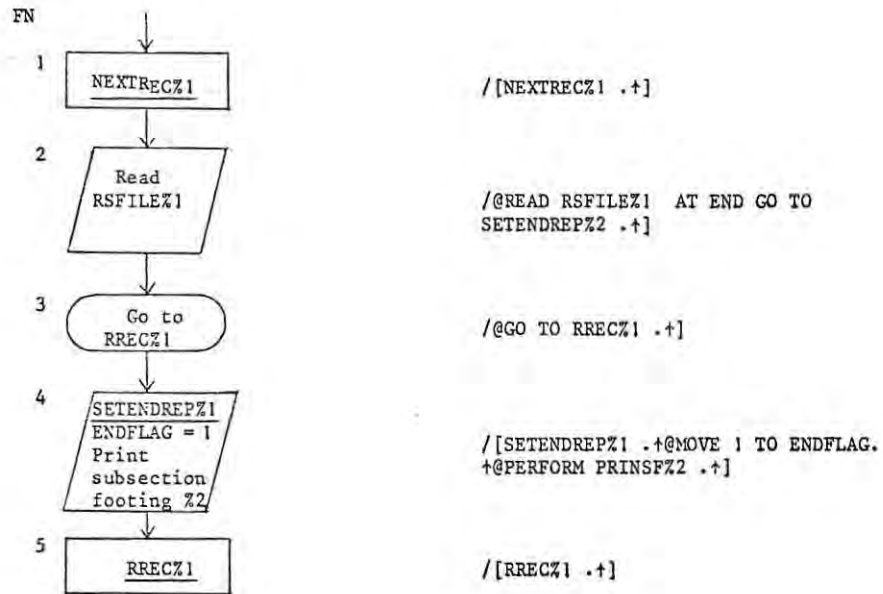 FN
1
NEXTREC%1
/[NEXTREC%1 .↑]
2
Read
RSFILE%1
/@READ RSFILE%1 AT END GO TO
SETENDREP%2 .↑]
3
Go to
RREC%1
/@GO TO RREC%1 .↑]
4
SETENDREP%1
ENDFLAG = 1
Print
subsection
footing %2
/[SETENDREP%1 .↑@MOVE 1 TO ENDFLAG.
↑@PERFORM PRINSF%2 .↑]
5
RREC%1
/[RREC%1 .↑]